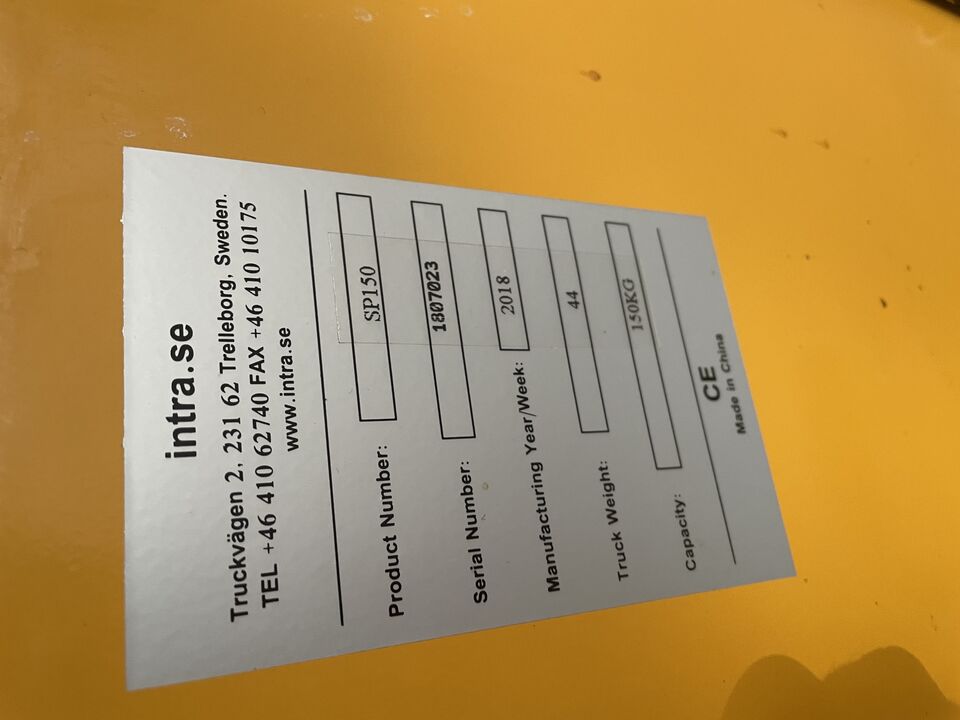 intra.se
Truckvägen 2, 231 62 Trelleborg, Sweden.
TEL +46 410 62740 FAX +46 410 10175
www.intra.se
Product Number: SP150
Serial Number: 1807023
Manufacturing Year/Week: 2018
Truck Weight: 44
Capacity: 150KG
CE
Made in China